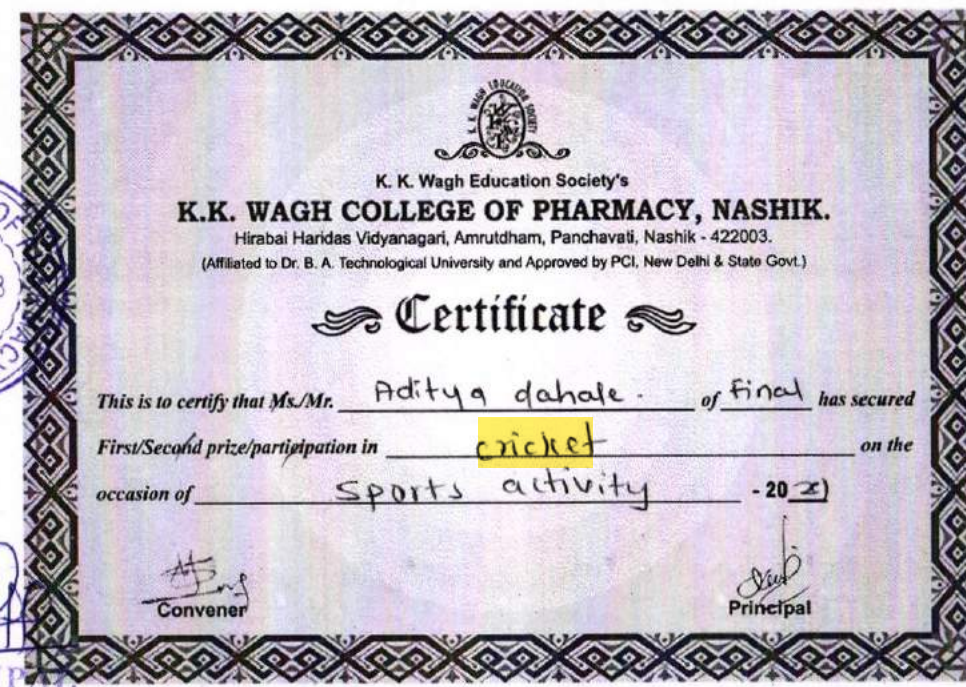 K. K. WAGH EDUCATION SOCIETY
K. K. Wagh Education Society's
K.K. WAGH COLLEGE OF PHARMACY, NASHIK.
Hirabai Haridas Vidyanagari, Amrutdham, Panchavati, Nashik - 422003.
(Affiliated to Dr. B. A. Technological University and Approved by PCI, New Delhi & State Govt.)
Certificate
This is to certify that Ms./Mr. Aditya dahale. of Final has secured
First/Second prize/participation in cricket on the
occasion of sports activity - 20
Convener Principal